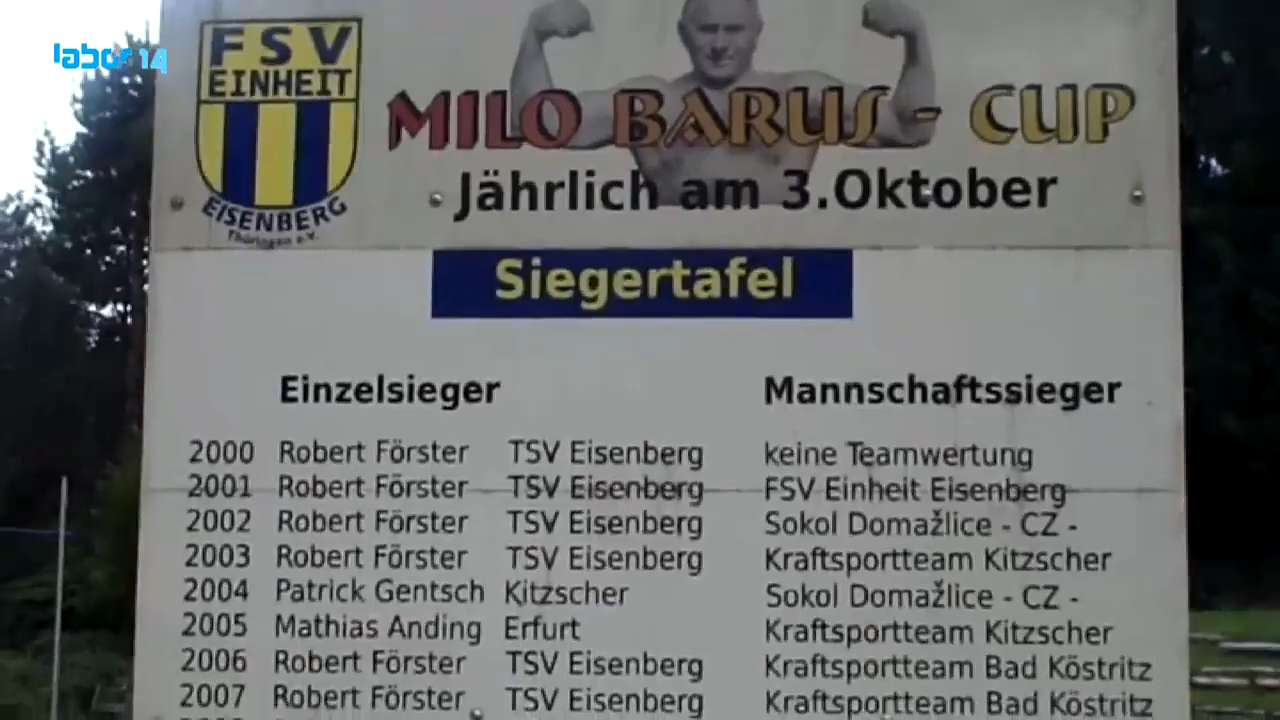 labor 14
FSV
EINHEIT
EISENBERG
Thüringen e.V.
MILO BARUS - CUP
Jährlich am 3.Oktober
Siegertafel
Einzelsieger Mannschaftssieger
2000 Robert Förster TSV Eisenberg keine Teamwertung
2001 Robert Förster TSV Eisenberg FSV Einheit Eisenberg
2002 Robert Förster TSV Eisenberg Sokol Domažlice - CZ -
2003 Robert Förster TSV Eisenberg Kraftsportteam Kitzscher
2004 Patrick Gentsch Kitzscher Sokol Domažlice - CZ -
2005 Mathias Anding Erfurt Kraftsportteam Kitzscher
2006 Robert Förster TSV Eisenberg Kraftsportteam Bad Köstritz
2007 Robert Förster TSV Eisenberg Kraftsportteam Bad Köstritz